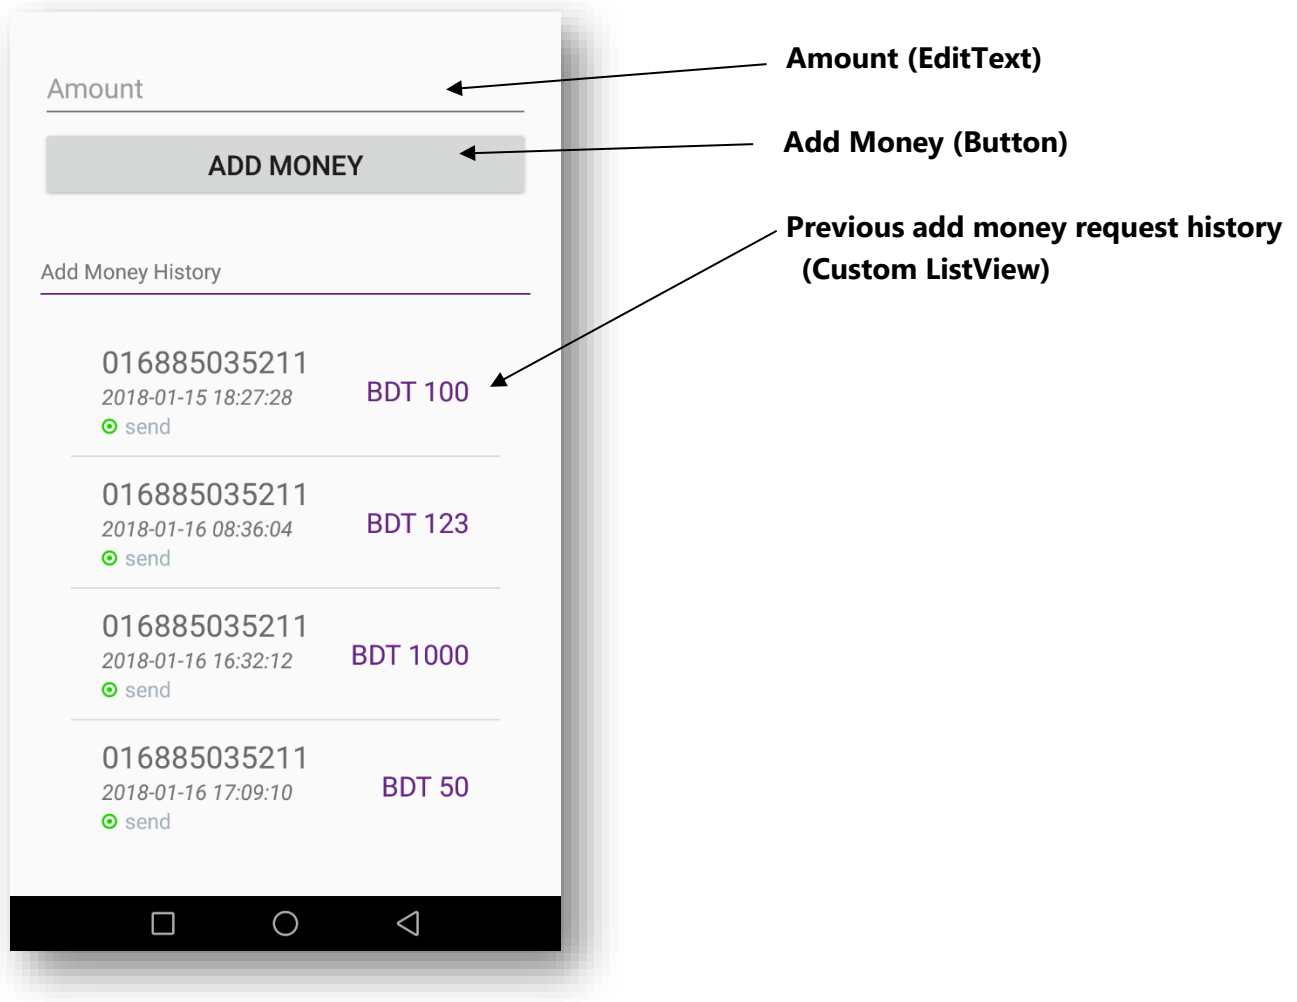 Amount
ADD MONEY
Add Money History
016885035211
2018-01-15 18:27:28
BDT 100
send
016885035211
2018-01-16 08:36:04
BDT 123
send
016885035211
2018-01-16 16:32:12
BDT 1000
send
016885035211
2018-01-16 17:09:10
BDT 50
send
Amount (EditText)
Add Money (Button)
Previous add money request history
(Custom ListView)